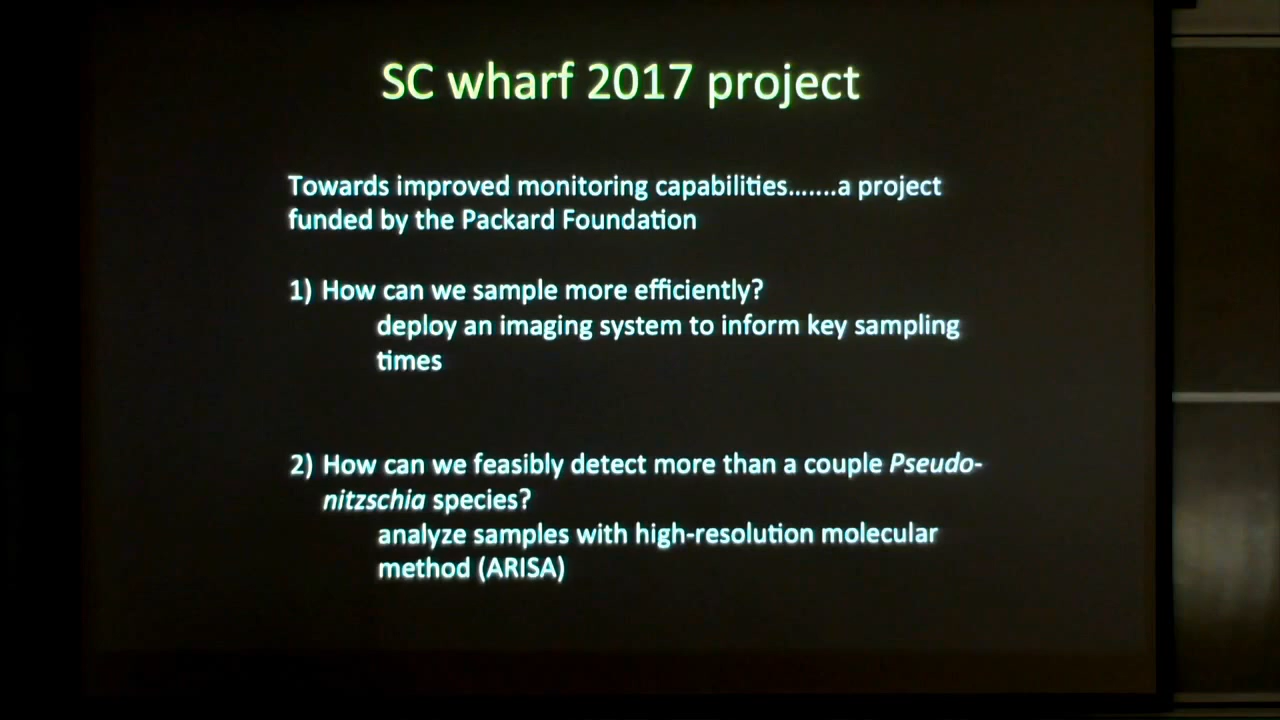 SC wharf 2017 project
Towards improved monitoring capabilities.......a project
funded by the Packard Foundation
1) How can we sample more efficiently?
deploy an imaging system to inform key sampling
times
2) How can we feasibly detect more than a couple Pseudo-
nitzschia species?
analyze samples with high-resolution molecular
method (ARISA)